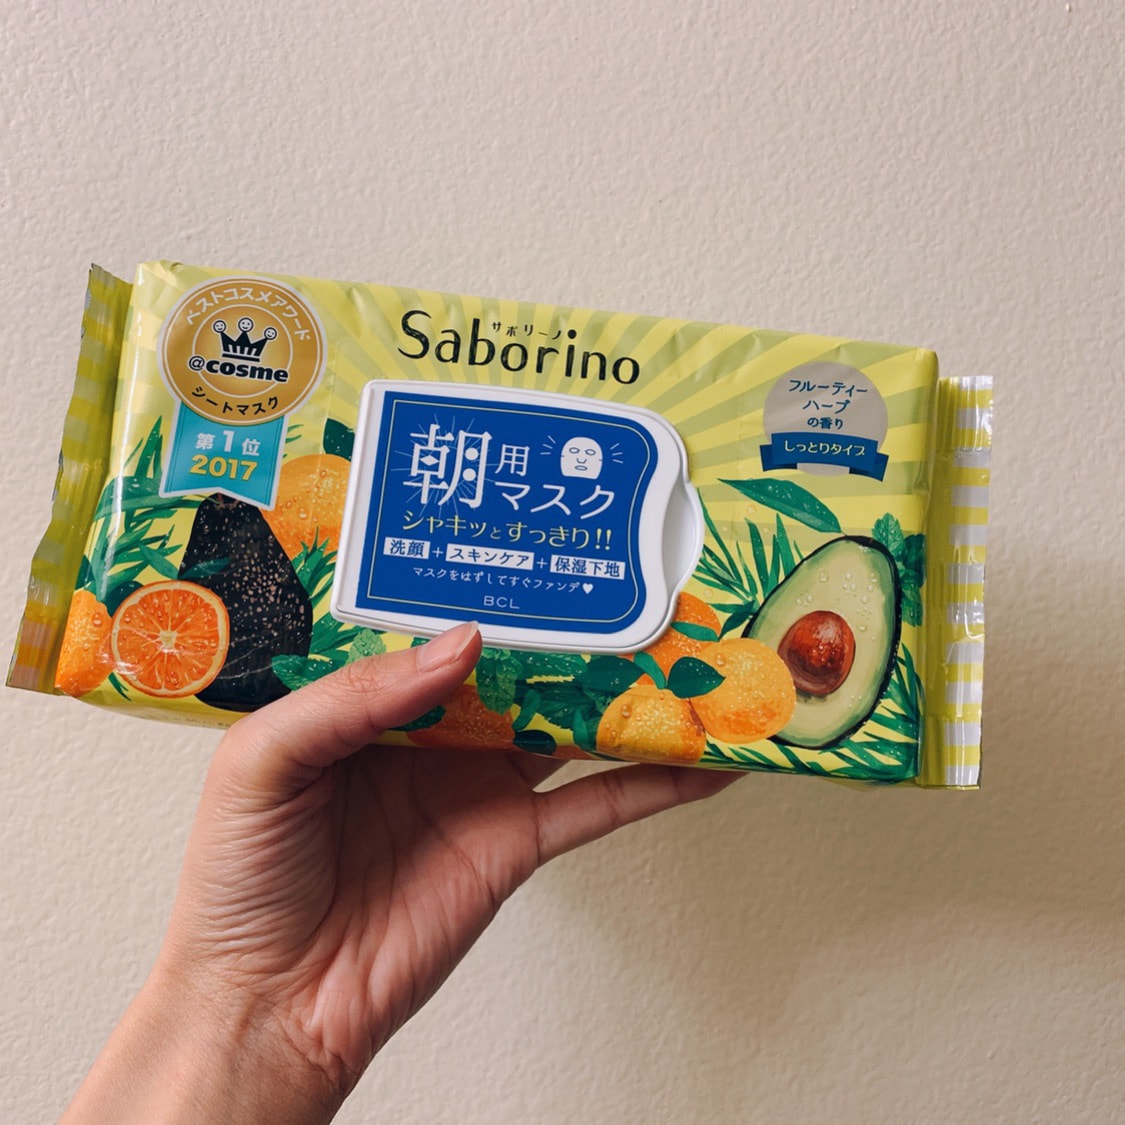 ベストコスメアワード
@cosme
シートマスク
第1位
2017
サボリーノ
Saborino
朝用マスク
シャキッとすっきり!!
洗顔+スキンケア+保湿下地
マスクをはずしてすぐファンデ♥
BCL
フルーティー
ハーブ
の香り
しっとりタイプ